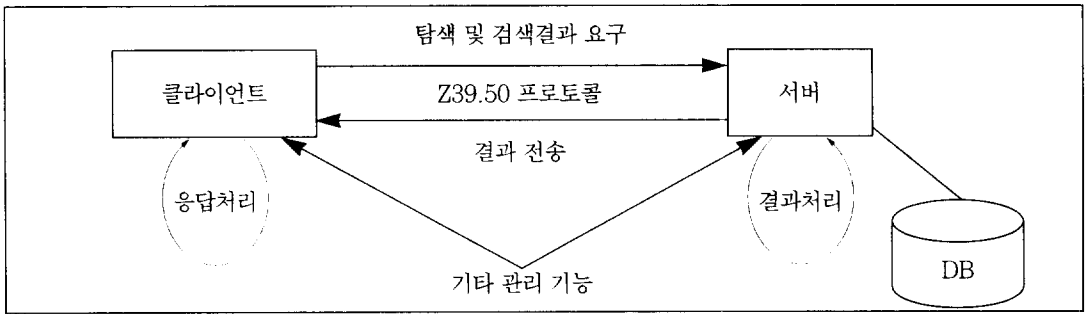 탐색 및 검색결과 요구
클라이언트
Z39.50 프로토콜
서버
결과 전송
응답처리
결과처리
기타 관리 기능
DB